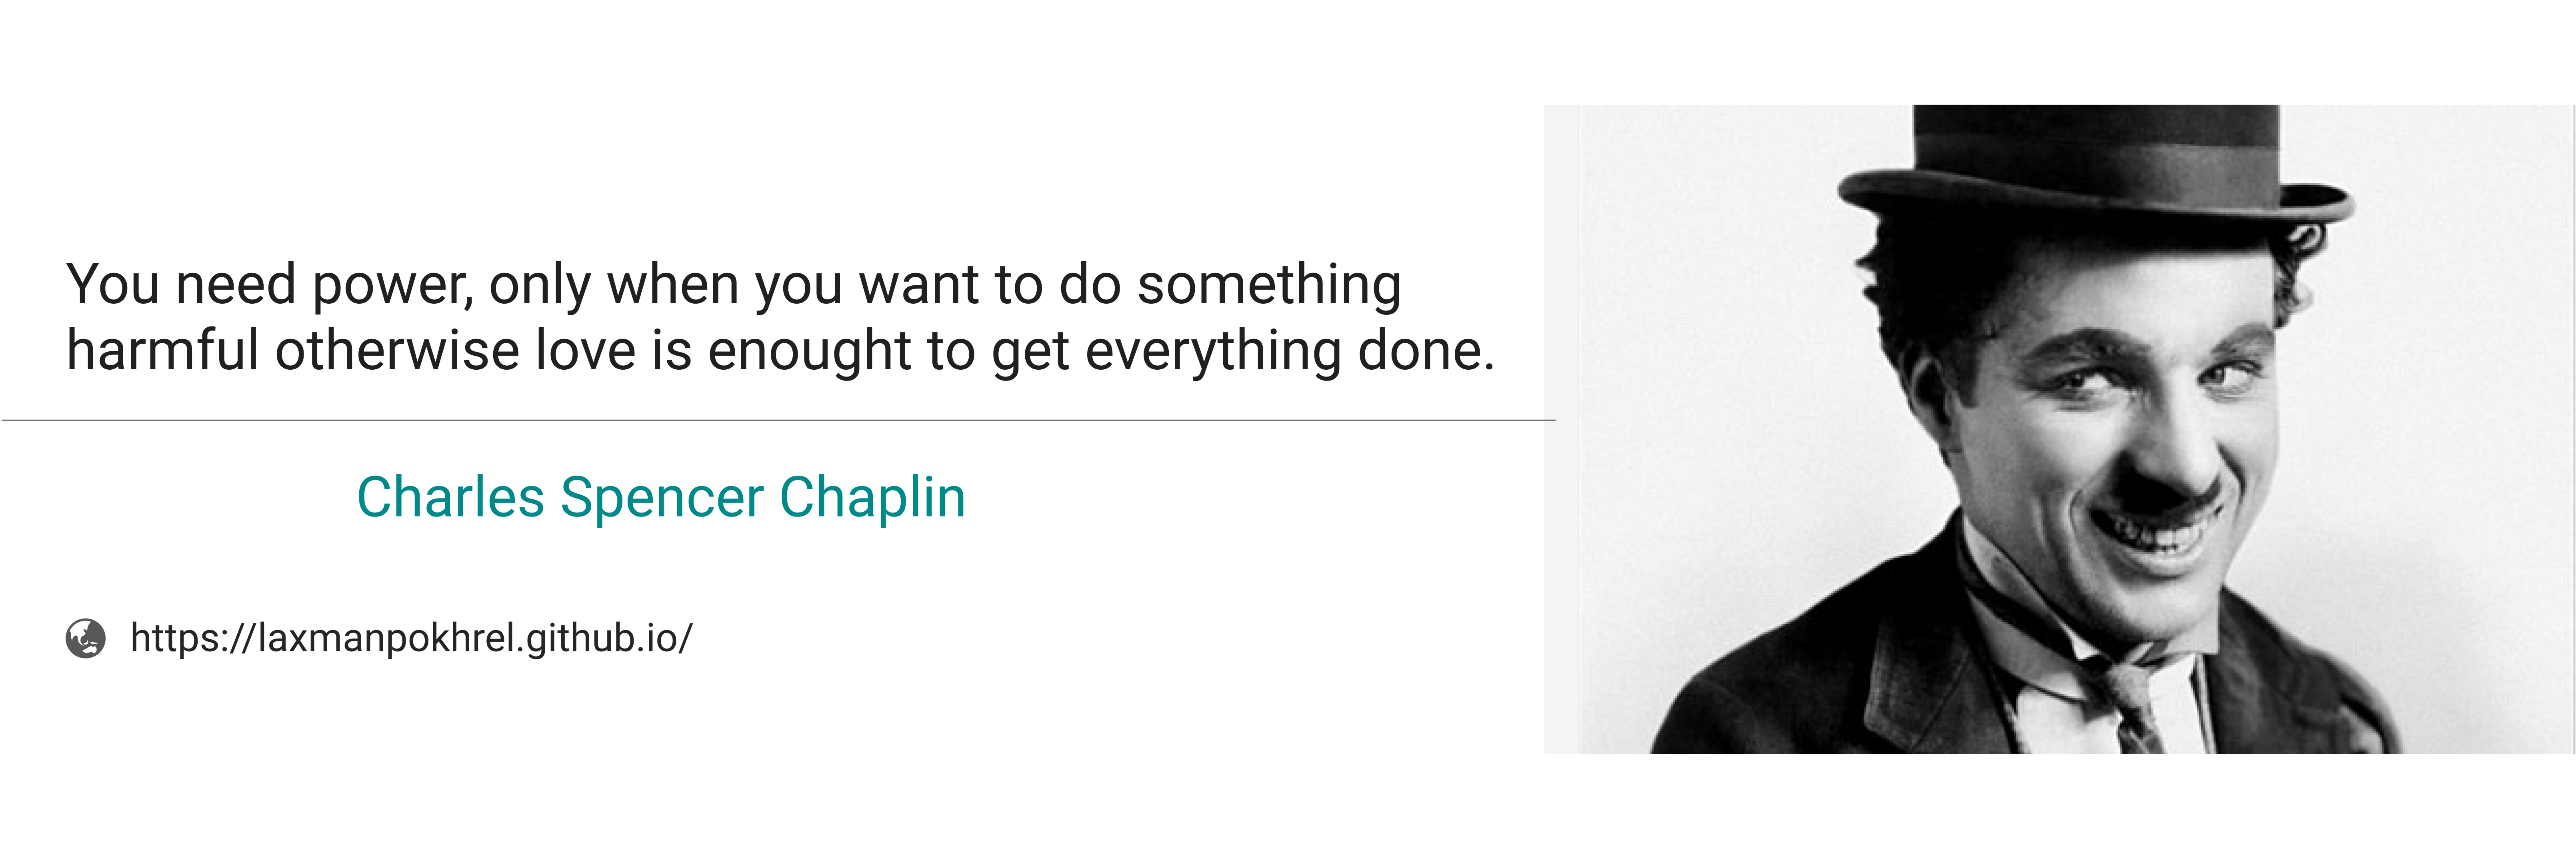 You need power, only when you want to do something
harmful otherwise love is enought to get everything done.
Charles Spencer Chaplin
https://laxmanpokhrel.github.io/